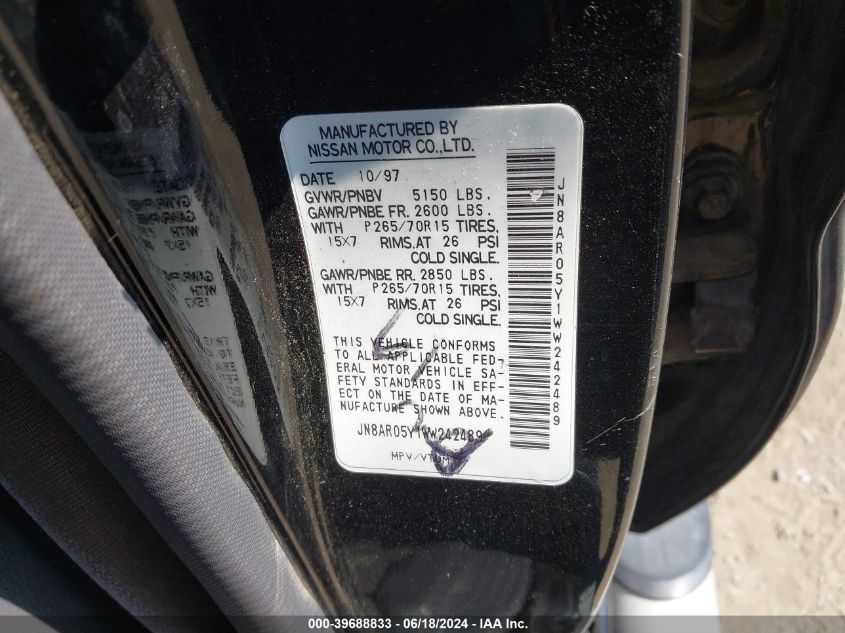 MANUFACTURED BY
NISSAN MOTOR CO.,LTD.
DATE 10/97
GVWR/PNBV 5150 LBS.
GAWR/PNBE FR. 2600 LBS.
WITH P265/70R15 TIRES,
15X7 RIMS,AT 26 PSI
COLD SINGLE.
GAWR/PNBE RR. 2850 LBS.
WITH P265/70R15 TIRES,
15X7 RIMS,AT 26 PSI
COLD SINGLE.
THIS VEHICLE CONFORMS
TO ALL APPLICABLE FED-
ERAL MOTOR VEHICLE SA-
FETY STANDARDS IN EFF-
ECT ON THE DATE OF MA-
NUFACTURE SHOWN ABOVE.
JN8AR05Y1WW242489
MPV/VTUM
JN8AR05Y1WW242489
000-39688833 - 06/18/2024 - IAA Inc.